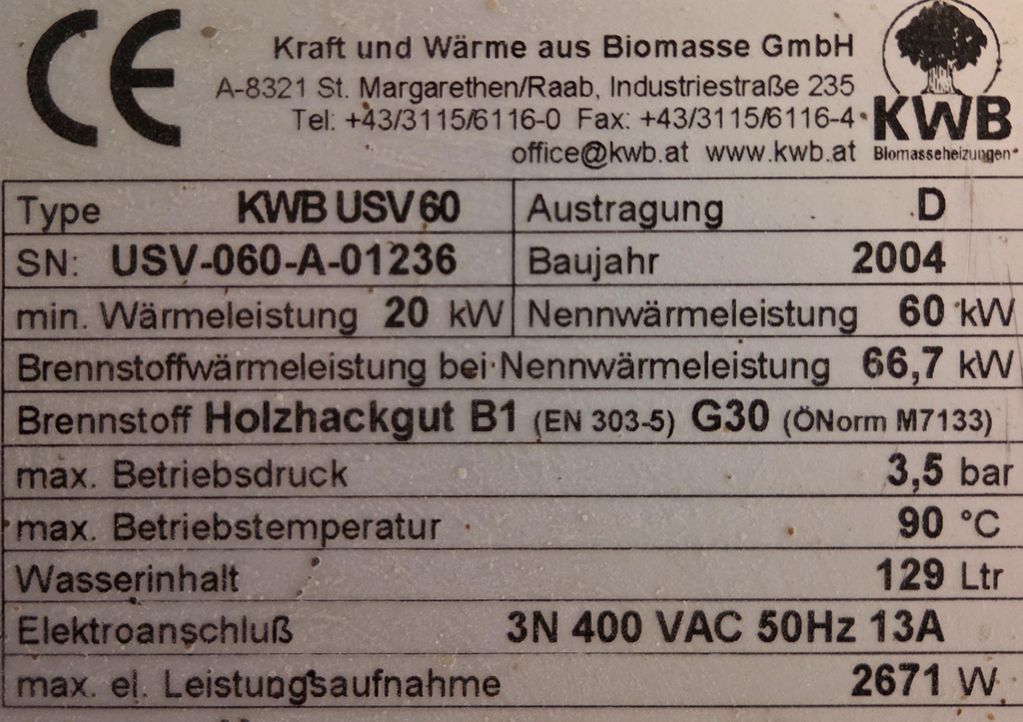 CE
Kraft und Wärme aus Biomasse GmbH
A-8321 St. Margarethen/Raab, Industriestraße 235
Tel: +43/3115/6116-0 Fax: +43/3115/6116-4
office@kwb.at www.kwb.at
KWB
Biomasseheizungen
Type KWB USV 60 Austragung D
SN: USV-060-A-01236 Baujahr 2004
min. Wärmeleistung 20 kW Nennwärmeleistung 60 kW
Brennstoffwärmeleistung bei Nennwärmeleistung 66,7 kW
Brennstoff Holzhackgut B1 (EN 303-5) G30 (ÖNorm M7133)
max. Betriebsdruck 3,5 bar
max. Betriebstemperatur 90 °C
Wasserinhalt 129 Ltr
Elektroanschluß 3N 400 VAC 50Hz 13A
max. el. Leistungsaufnahme 2671 W